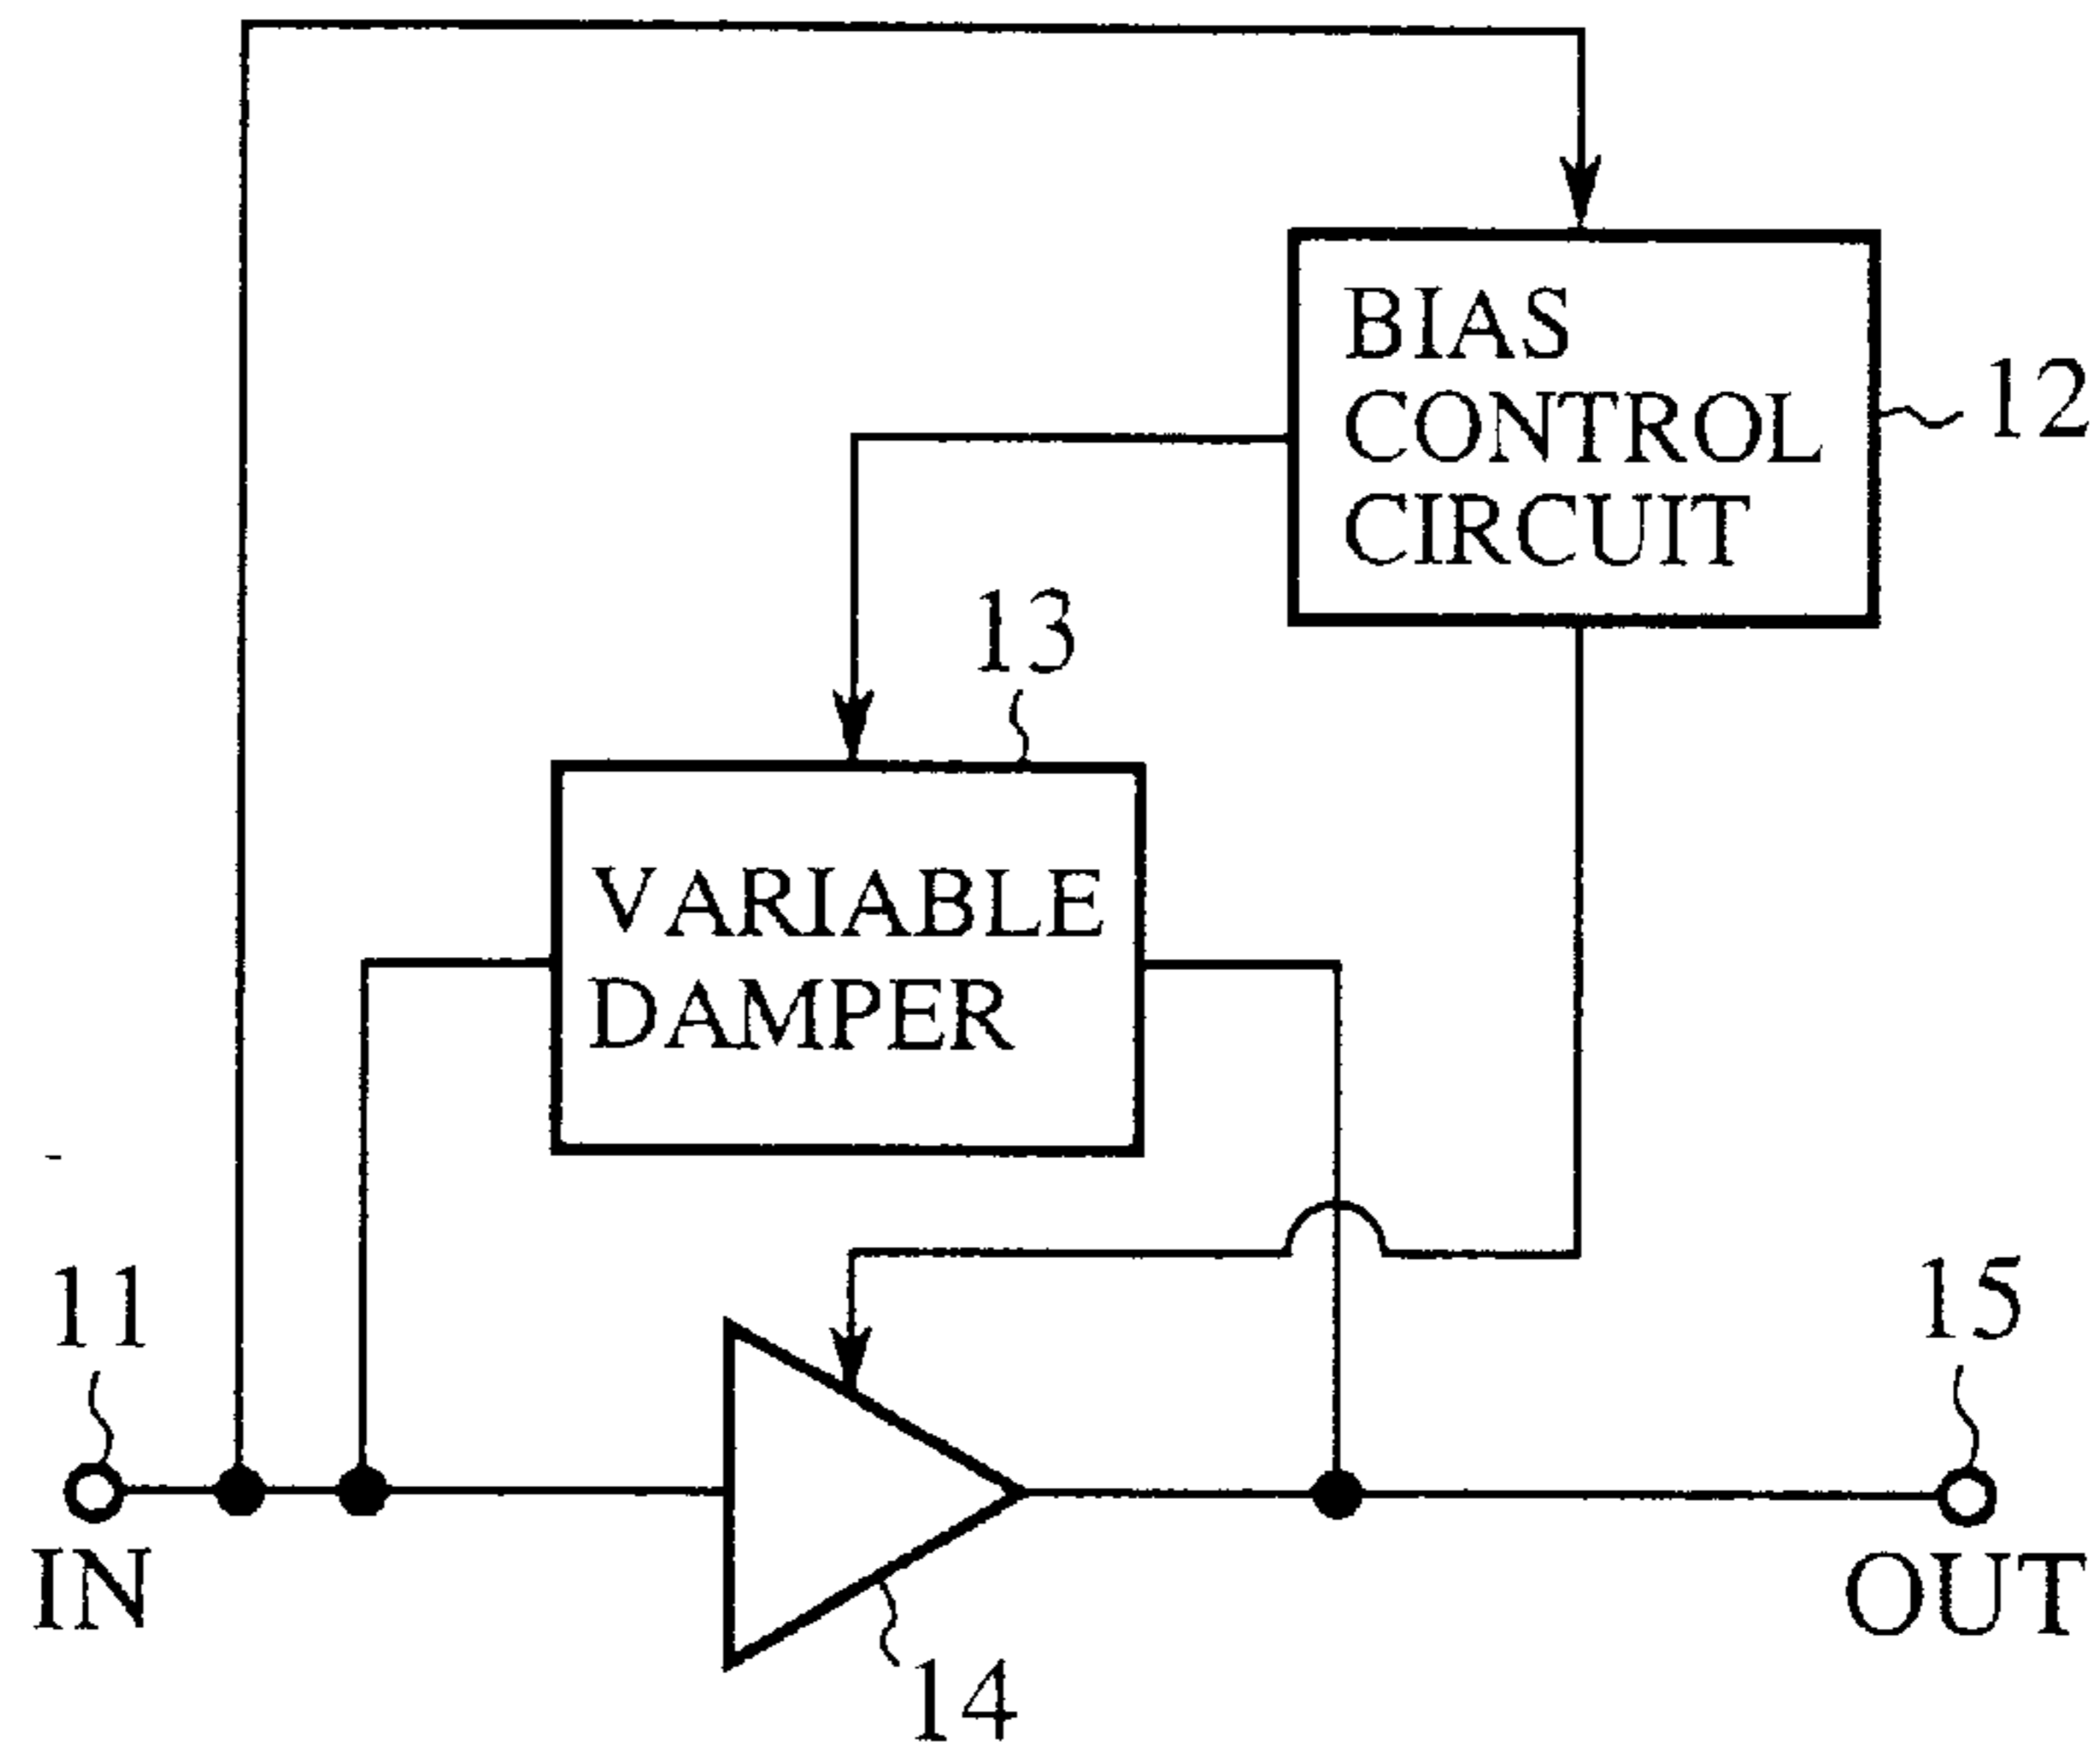 BIAS
CONTROL
CIRCUIT
12
13
VARIABLE
DAMPER
11
15
IN
OUT
14